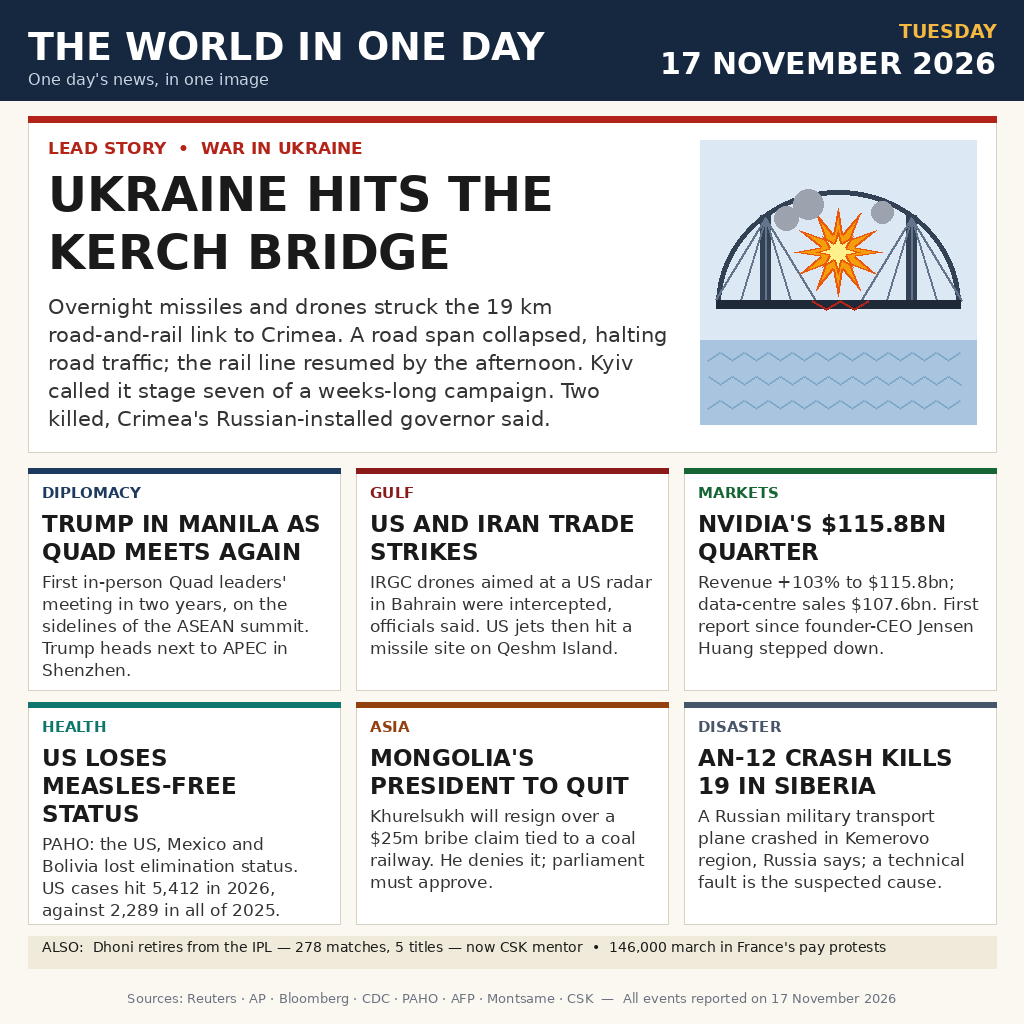 THE WORLD IN ONE DAY
One day's news, in one image
TUESDAY
17 NOVEMBER 2026
LEAD STORY • WAR IN UKRAINE
UKRAINE HITS THE
KERCH BRIDGE
Overnight missiles and drones struck the 19 km
road-and-rail link to Crimea. A road span collapsed, halting
road traffic; the rail line resumed by the afternoon. Kyiv
called it stage seven of a weeks-long campaign. Two
killed, Crimea's Russian-installed governor said.
DIPLOMACY
TRUMP IN MANILA AS
QUAD MEETS AGAIN
First in-person Quad leaders'
meeting in two years, on the
sidelines of the ASEAN summit.
Trump heads next to APEC in
Shenzhen.
GULF
US AND IRAN TRADE
STRIKES
IRGC drones aimed at a US radar
in Bahrain were intercepted,
officials said. US jets then hit a
missile site on Qeshm Island.
MARKETS
NVIDIA'S $115.8BN
QUARTER
Revenue +103% to $115.8bn;
data-centre sales $107.6bn. First
report since founder-CEO Jensen
Huang stepped down.
HEALTH
US LOSES
MEASLES-FREE
STATUS
PAHO: the US, Mexico and
Bolivia lost elimination status.
US cases hit 5,412 in 2026,
against 2,289 in all of 2025.
ASIA
MONGOLIA'S
PRESIDENT TO QUIT
Khurelsukh will resign over a
$25m bribe claim tied to a coal
railway. He denies it; parliament
must approve.
DISASTER
AN-12 CRASH KILLS
19 IN SIBERIA
A Russian military transport
plane crashed in Kemerovo
region, Russia says; a technical
fault is the suspected cause.
ALSO: Dhoni retires from the IPL — 278 matches, 5 titles — now CSK mentor • 146,000 march in France's pay protests
Sources: Reuters · AP · Bloomberg · CDC · PAHO · AFP · Montsame · CSK — All events reported on 17 November 2026